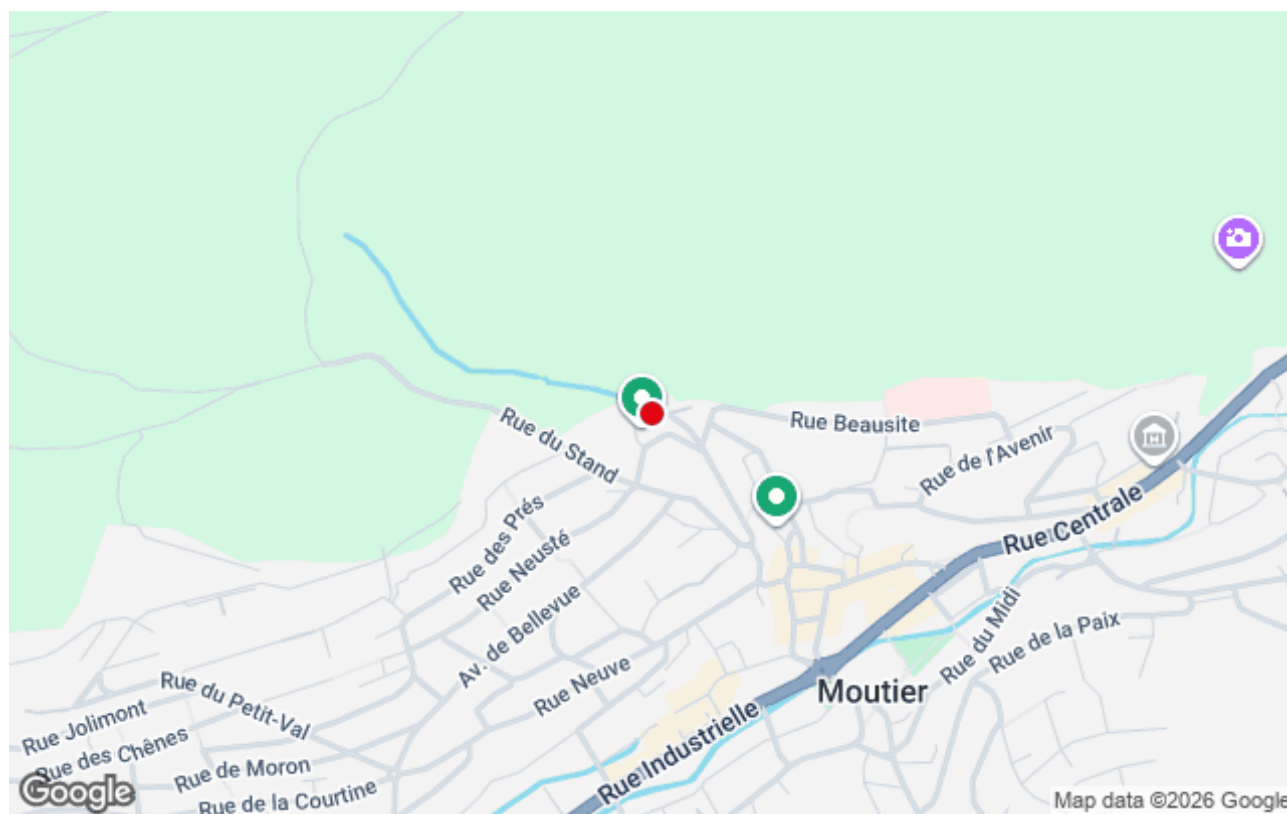 Rue Beausite
Rue du Stand
Rue de l'Avenir
Rue Centrale
Rue des Prés
Rue Neusté
Av. de Bellevue
Rue du Midi
Rue de la Paix
Rue Neuve
Rue du Petit-Val
Moutier
Rue Jolimont
Rue des Chênes
Rue Industrielle
Rue de Moron
Rue de la Courtine
Google
Map data ©2026 Google